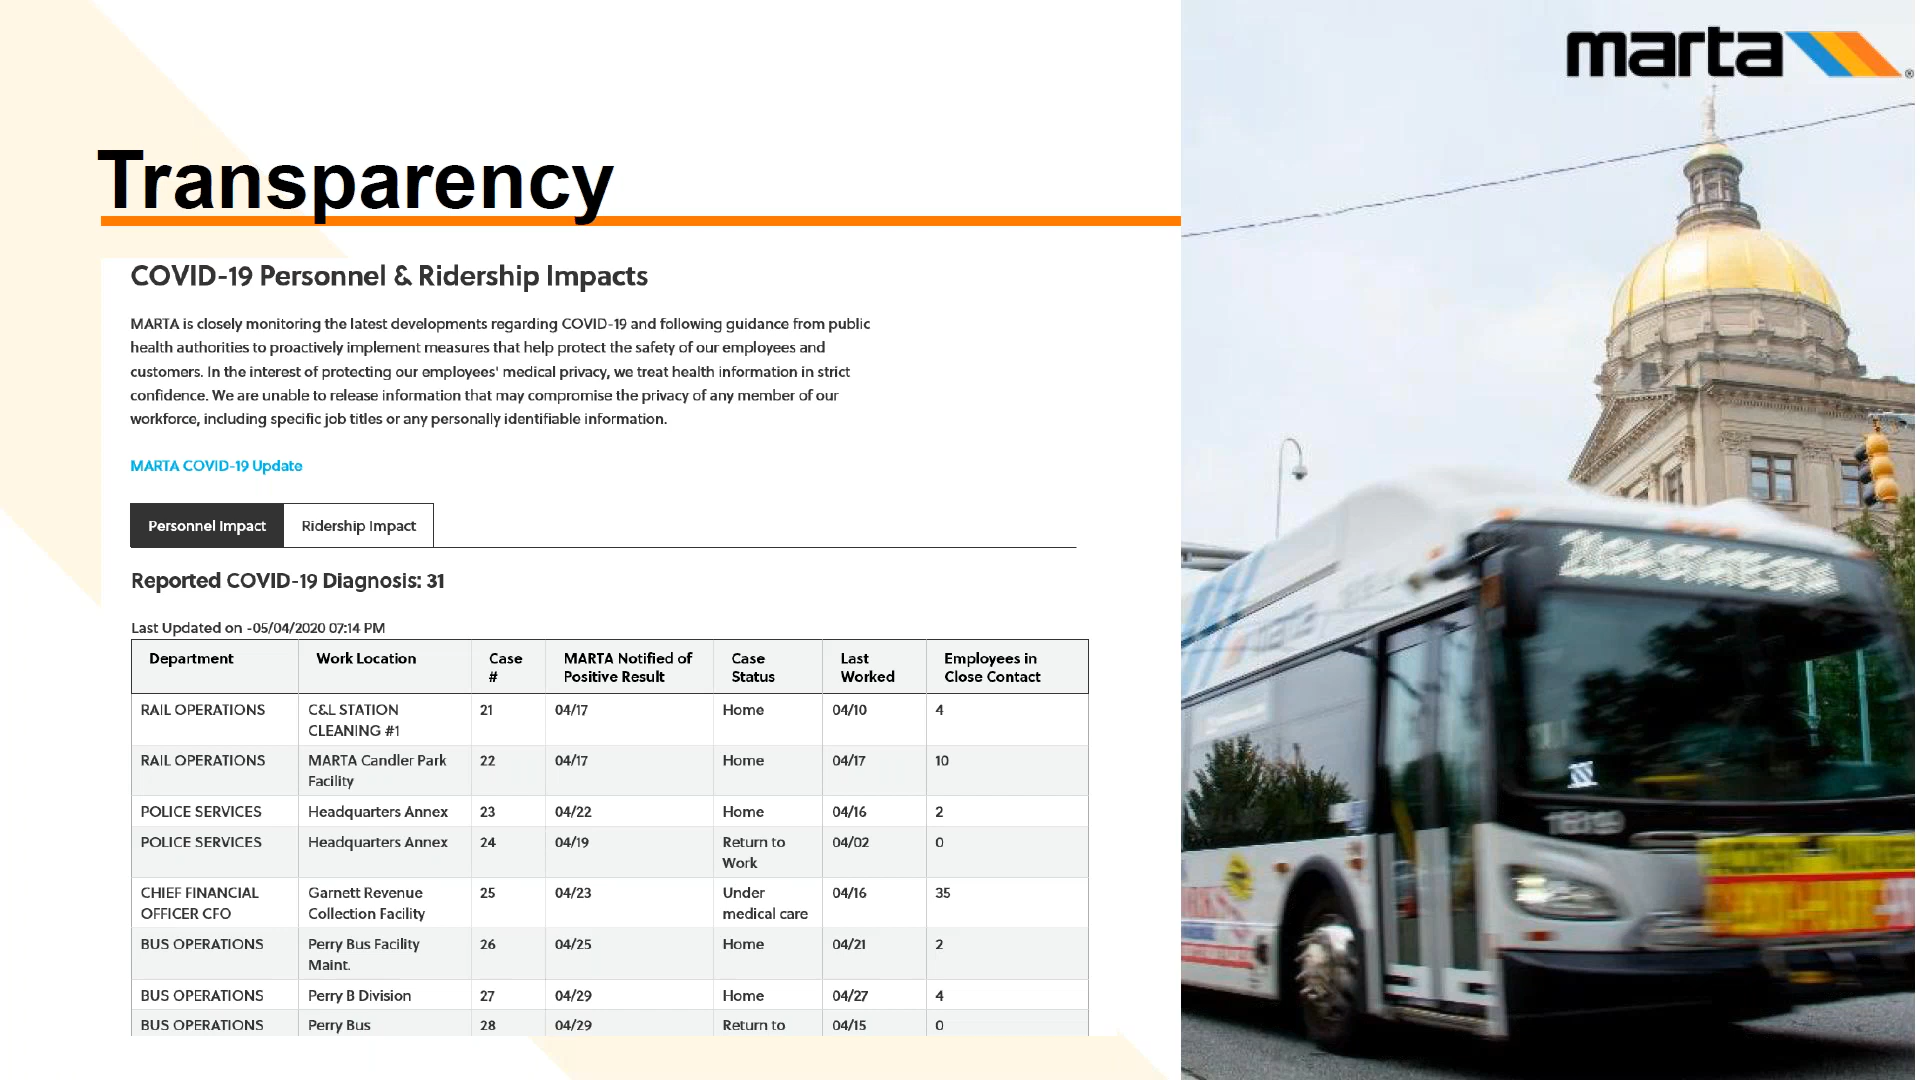 marta
Transparency
COVID-19 Personnel & Ridership Impacts
MARTA is closely monitoring the latest developments regarding COVID-19 and following guidance from public
health authorities to proactively implement measures that help protect the safety of our employees and
customers. In the interest of protecting our employees' medical privacy, we treat health information in strict
confidence. We are unable to release information that may compromise the privacy of any member of our
workforce, including specific job titles or any personally identifiable information.
MARTA COVID-19 Update
Personnel Impact Ridership Impact
Reported COVID-19 Diagnosis: 31
Last Updated on -05/04/2020 07:14 PM
Department Work Location Case # MARTA Notified of Positive Result Case Status Last Worked Employees in Close Contact
RAIL OPERATIONS C&L STATION CLEANING #1 21 04/17 Home 04/10 4
RAIL OPERATIONS MARTA Candler Park Facility 22 04/17 Home 04/17 10
POLICE SERVICES Headquarters Annex 23 04/22 Home 04/16 2
POLICE SERVICES Headquarters Annex 24 04/19 Return to Work 04/02 0
CHIEF FINANCIAL OFFICER CFO Garnett Revenue Collection Facility 25 04/23 Under medical care 04/16 35
BUS OPERATIONS Perry Bus Facility Maint. 26 04/25 Home 04/21 2
BUS OPERATIONS Perry B Division 27 04/29 Home 04/27 4
BUS OPERATIONS Perry Bus 28 04/29 Return to 04/15 0